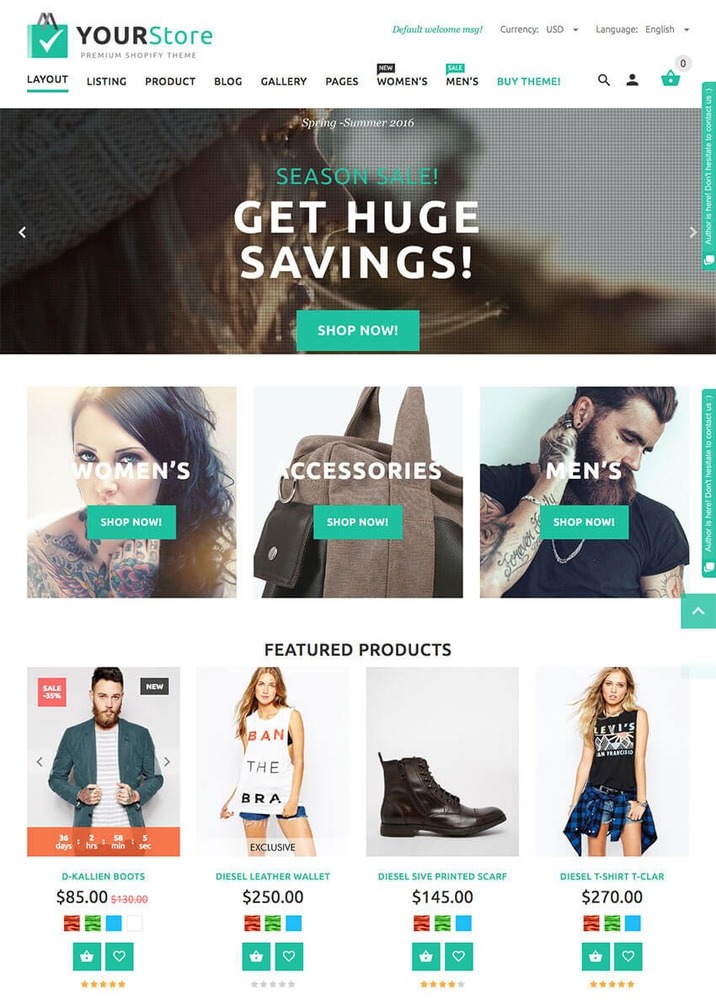 YOURStore
PREMIUM SHOPIFY THEME
Default welcome msg!
Currency: USD
Language: English
0
LAYOUT
LISTING
PRODUCT
BLOG
GALLERY
PAGES
NEW
WOMEN'S
SALE
MEN'S
BUY THEME!
Author is here! Don't hesitate to contact us :)
Spring -Summer 2016
SEASON SALE!
GET HUGE
SAVINGS!
SHOP NOW!
WOMEN'S
SHOP NOW!
ACCESSORIES
SHOP NOW!
MEN'S
SHOP NOW!
Author is here! Don't hesitate to contact us :)
FEATURED PRODUCTS
SALE
-35%
NEW
36 : 2 : 58 : 5
days hrs min sec
BAN
THE
BRA
EXCLUSIVE
LEVI'S
SAN FRANCISCO
D-KALLIEN BOOTS
$85.00 $130.00
DIESEL LEATHER WALLET
$250.00
DIESEL SIVE PRINTED SCARF
$145.00
DIESEL T-SHIRT T-CLAR
$270.00